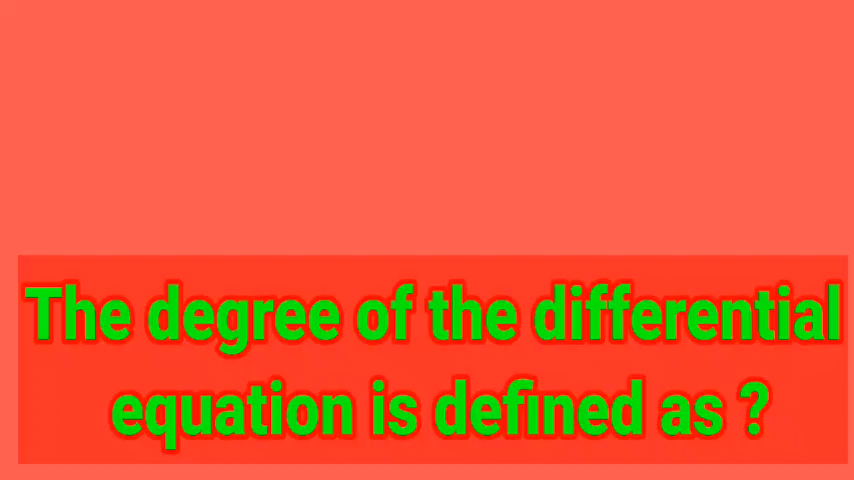 The degree of the differential
equation is defined as ?